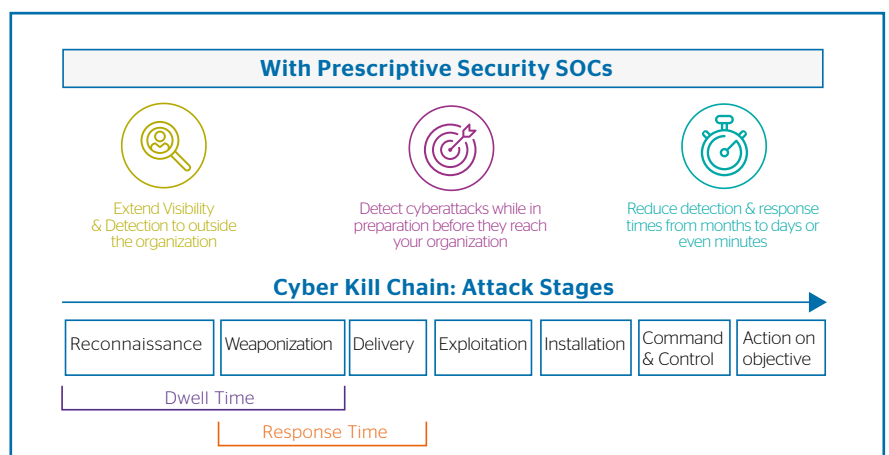 With Prescriptive Security SOCs
Extend Visibility
& Detection to outside
the organization
Detect cyberattacks while in
preparation before they reach
your organization
Reduce detection & response
times from months to days or
even minutes
Cyber Kill Chain: Attack Stages
Reconnaissance
Weaponization
Delivery
Exploitation
Installation
Command
& Control
Action on
objective
Dwell Time
Response Time